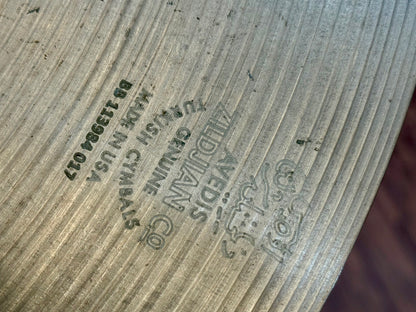 AVEDIS
ZILDJIAN CO
GENUINE
TURKISH CYMBALS
MADE IN USA
BB 113984 017